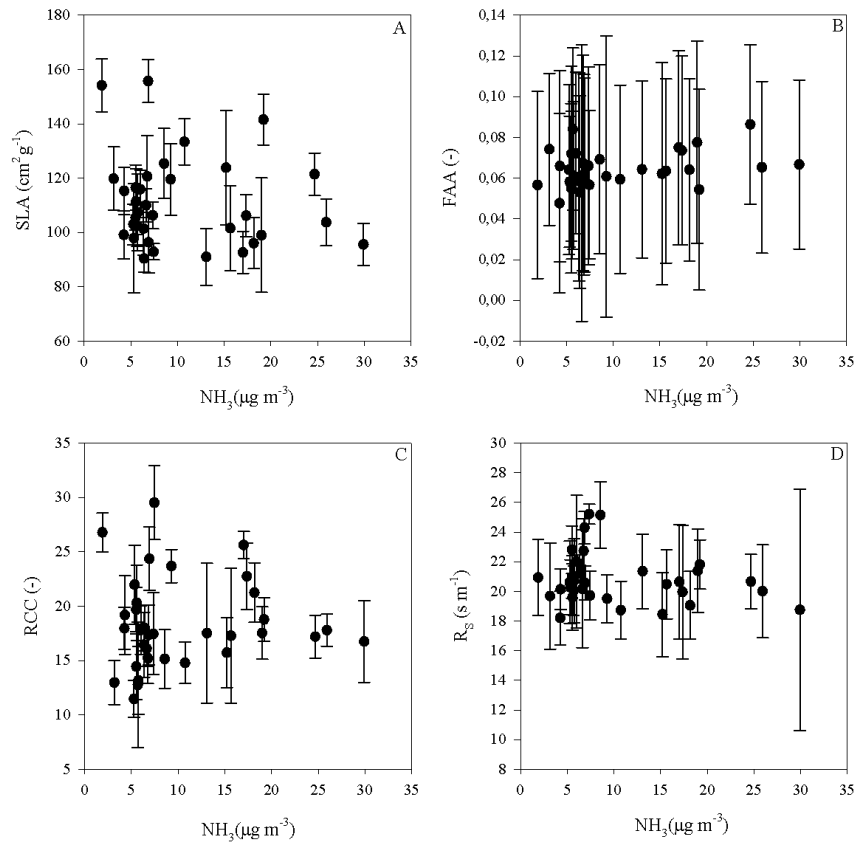 A
180
160
140
120
100
80
60
SLA (cm² g⁻¹)
0 5 10 15 20 25 30 35
NH₃(μg m⁻³)
B
0,14
0,12
0,10
0,08
0,06
0,04
0,02
0,00
-0,02
FAA (-)
0 5 10 15 20 25 30 35
NH₃(μg m⁻³)
C
35
30
25
20
15
10
5
RCC (-)
0 5 10 15 20 25 30 35
NH₃(μg m⁻³)
D
30
28
26
24
22
20
18
16
14
12
10
8
R_S (s m⁻¹)
0 5 10 15 20 25 30 35
NH₃(μg m⁻³)